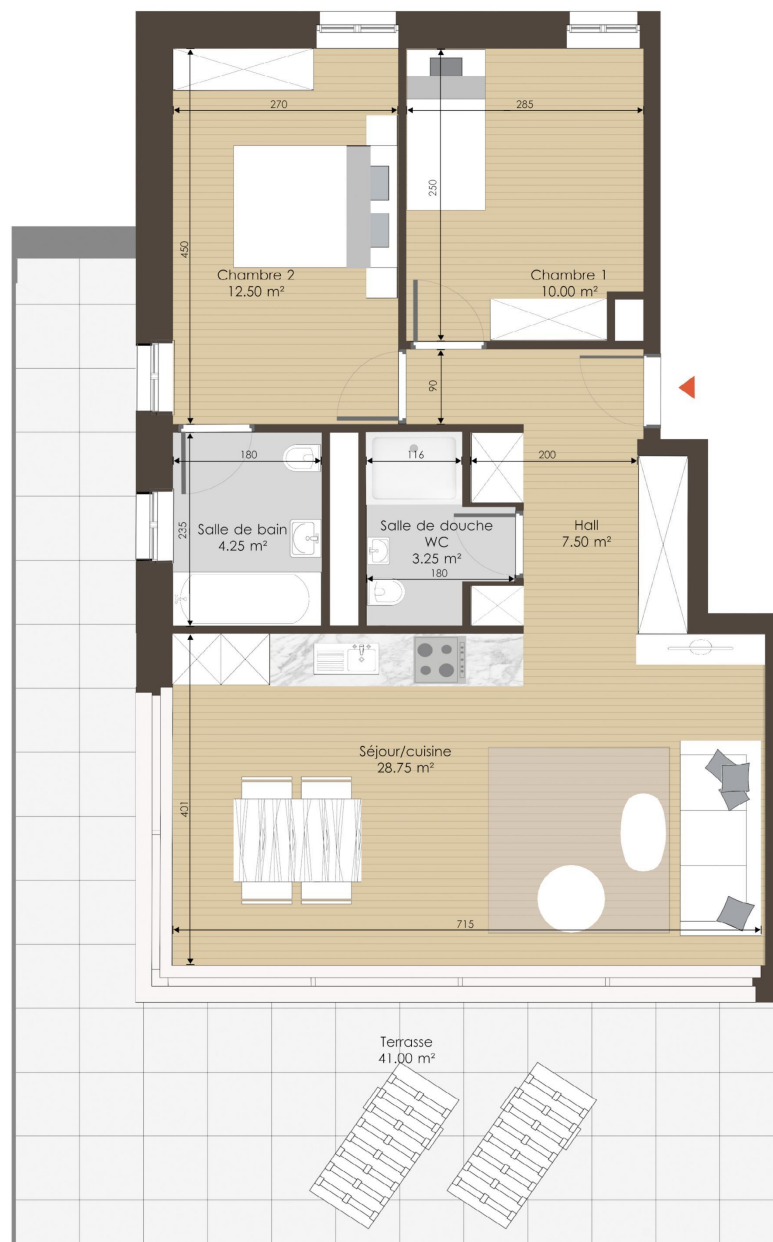 270
285
250
450
Chambre 2
12.50 m²
Chambre 1
10.00 m²
90
180
116
200
235
Salle de bain
4.25 m²
Salle de douche
WC
3.25 m²
180
Hall
7.50 m²
Séjour/cuisine
28.75 m²
401
715
Terrasse
41.00 m²